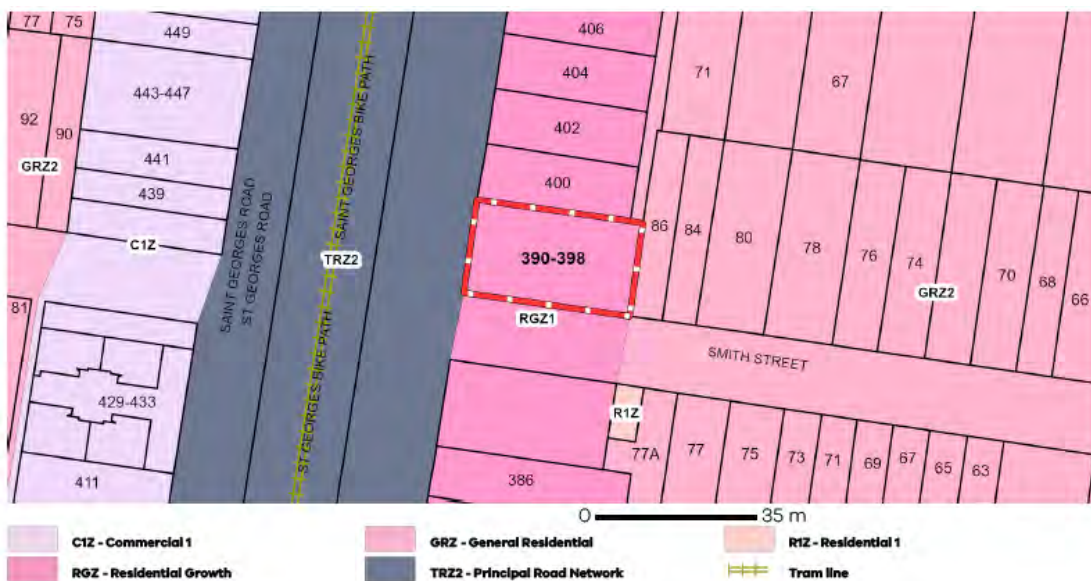 77
75
449
406
404
71
67
443-447
402
92
90
441
400
GRZ2
439
86
84
80
78
76
74
70
68
66
C1Z
SAINT GEORGES ROAD
ST GEORGES ROAD
TRZ2
SAINT GEORGES BIKE PATH
390-398
GRZ2
81
RGZ1
SMITH STREET
ST GEORGES BIKE PATH
429-433
R1Z
77A
77
75
73
71
69
67
65
63
411
386
0 35 m
C1Z - Commercial 1
GRZ - General Residential
R1Z - Residential 1
RGZ - Residential Growth
TRZ2 - Principal Road Network
Tram line